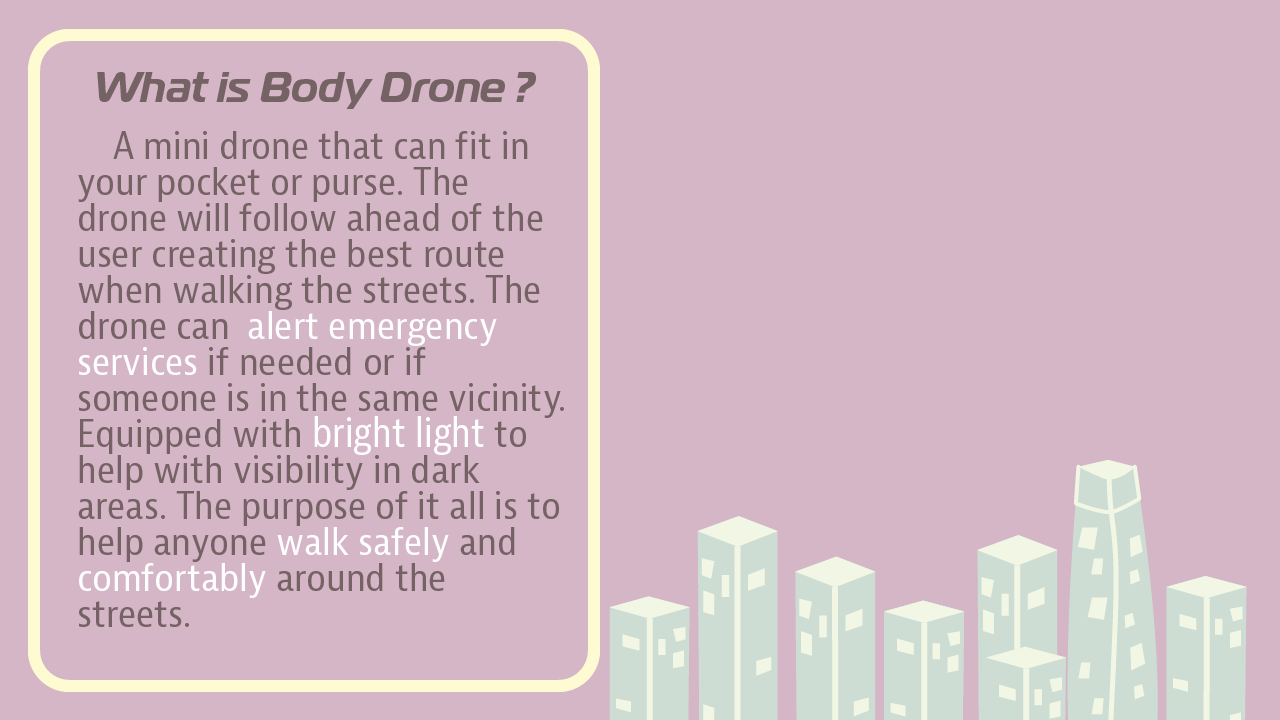 What is Body Drone ?
A mini drone that can fit in
your pocket or purse. The
drone will follow ahead of the
user creating the best route
when walking the streets. The
drone can  alert emergency
services if needed or if
someone is in the same vicinity.
Equipped with bright light to
help with visibility in dark
areas. The purpose of it all is to
help anyone walk safely and
comfortably around the
streets.